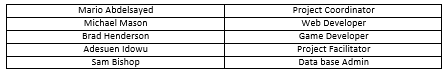 Mario Abdelsayed Project Coordinator
Michael Mason Web Developer
Brad Henderson Game Developer
Adesuen Idowu Project Facilitator
Sam Bishop Data base Admin